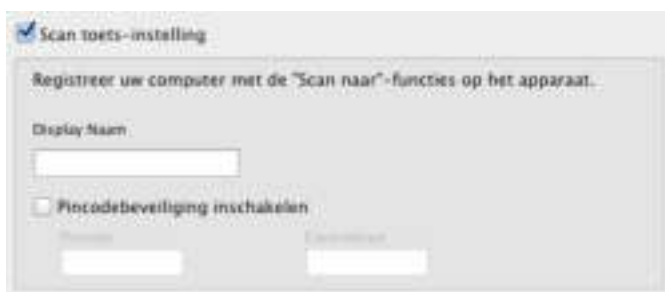 Scan toets-instelling
Registreer uw computer met de "Scan naar"-functies op het apparaat.
Display Naam
Pincodebeveiliging inschakelen